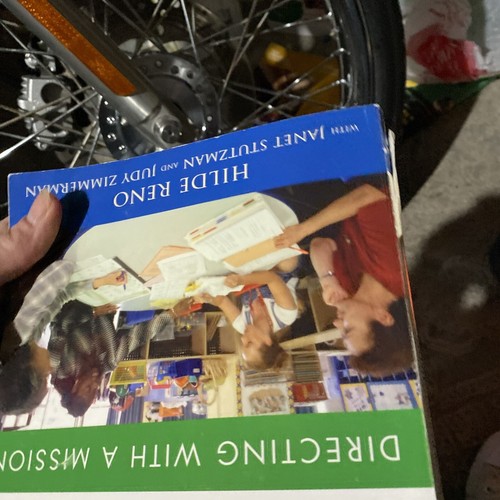 DIRECTING WITH A MISSION
HILDE RENO
WITH JANET STUTZMAN AND JUDY ZIMMERMAN